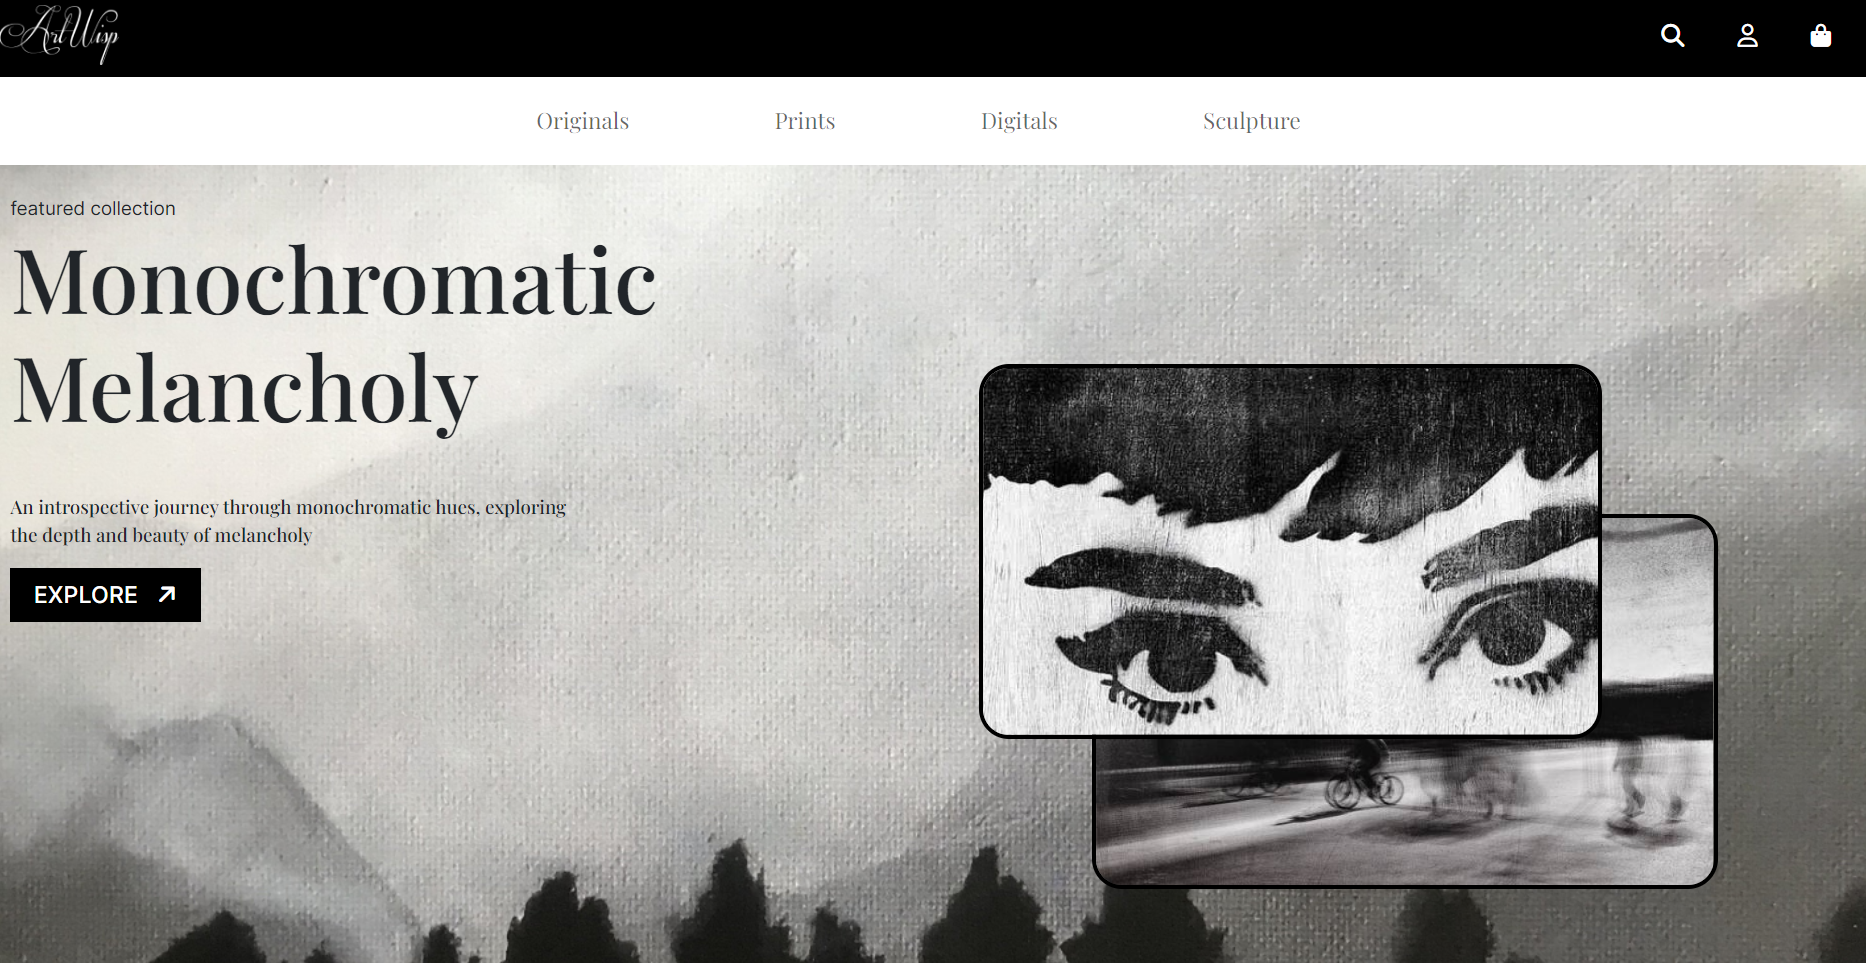 ArtWisp
Originals
Prints
Digitals
Sculpture
featured collection
Monochromatic
Melancholy
An introspective journey through monochromatic hues, exploring
the depth and beauty of melancholy
EXPLORE